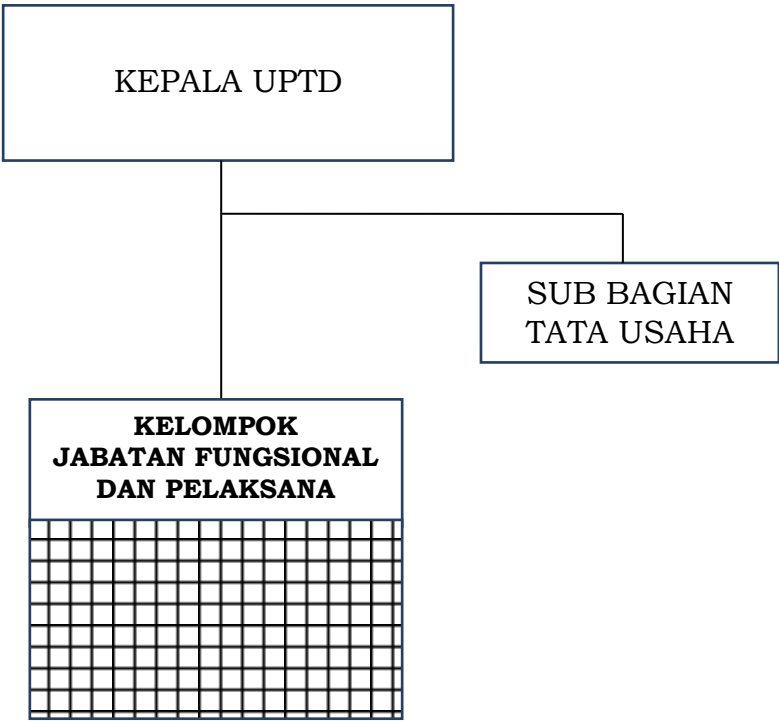 KEPALA UPTD
SUB BAGIAN
TATA USAHA
KELOMPOK
JABATAN FUNGSIONAL
DAN PELAKSANA